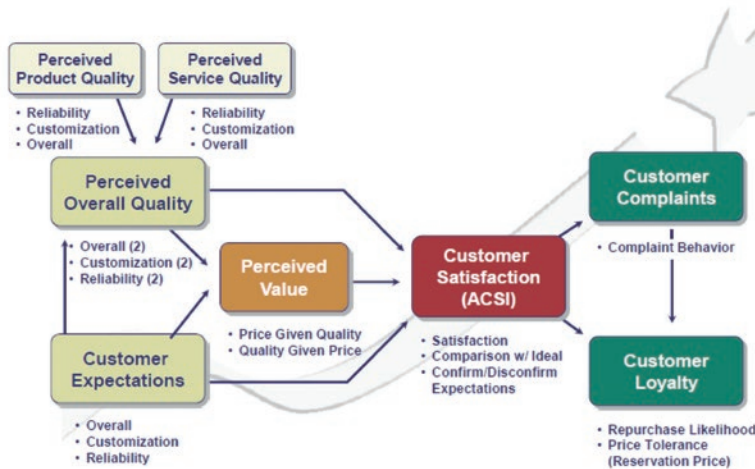 Perceived
Product Quality
Perceived
Service Quality
• Reliability
• Customization
• Overall
• Reliability
• Customization
• Overall
Perceived
Overall Quality
• Overall (2)
• Customization (2)
• Reliability (2)
Perceived
Value
• Price Given Quality
• Quality Given Price
Customer
Expectations
• Overall
• Customization
• Reliability
Customer
Satisfaction
(ACSI)
• Satisfaction
• Comparison w/ Ideal
• Confirm/Disconfirm
Expectations
Customer
Complaints
• Complaint Behavior
Customer
Loyalty
• Repurchase Likelihood
• Price Tolerance
(Reservation Price)